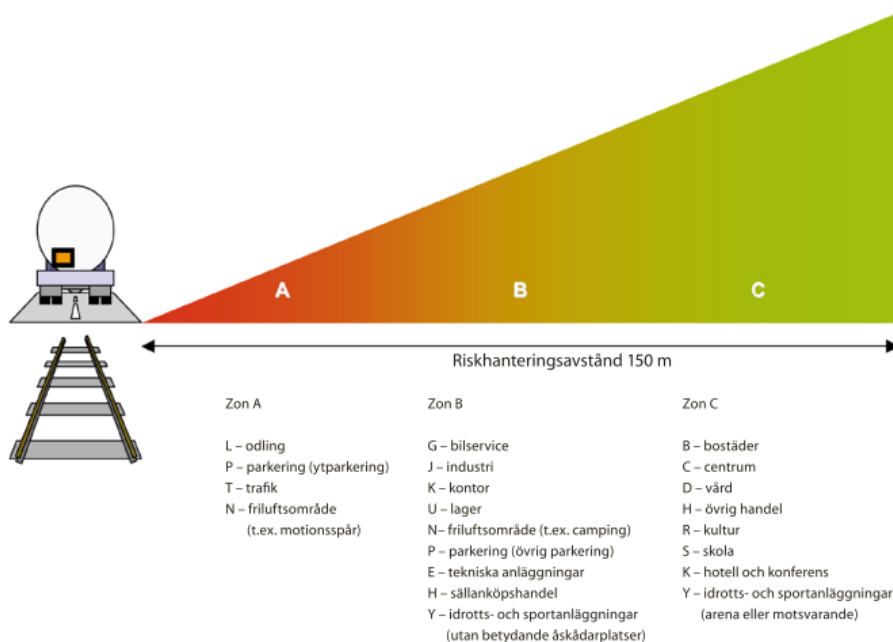 A
B
C
Riskhanteringsavstånd 150 m
Zon A
L – odling
P – parkering (ytparkering)
T – trafik
N – friluftsområde
(t.ex. motionsspår)
Zon B
G – bilservice
J – industri
K – kontor
U – lager
N– friluftsområde (t.ex. camping)
P – parkering (övrig parkering)
E – tekniska anläggningar
H – sällanköpshandel
Y – idrotts- och sportanläggningar
(utan betydande åskådarplatser)
Zon C
B – bostäder
C – centrum
D – vård
H – övrig handel
R – kultur
S – skola
K – hotell och konferens
Y – idrotts- och sportanläggningar
(arena eller motsvarande)